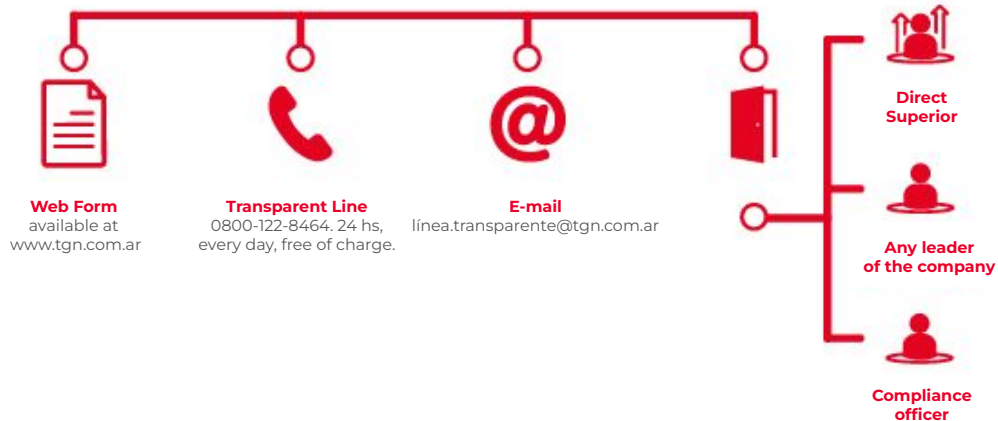 Web Form
available at
www.tgn.com.ar
Transparent Line
0800-122-8464. 24 hs,
every day, free of charge.
E-mail
línea.transparente@tgn.com.ar
Direct
Superior
Any leader
of the company
Compliance
officer